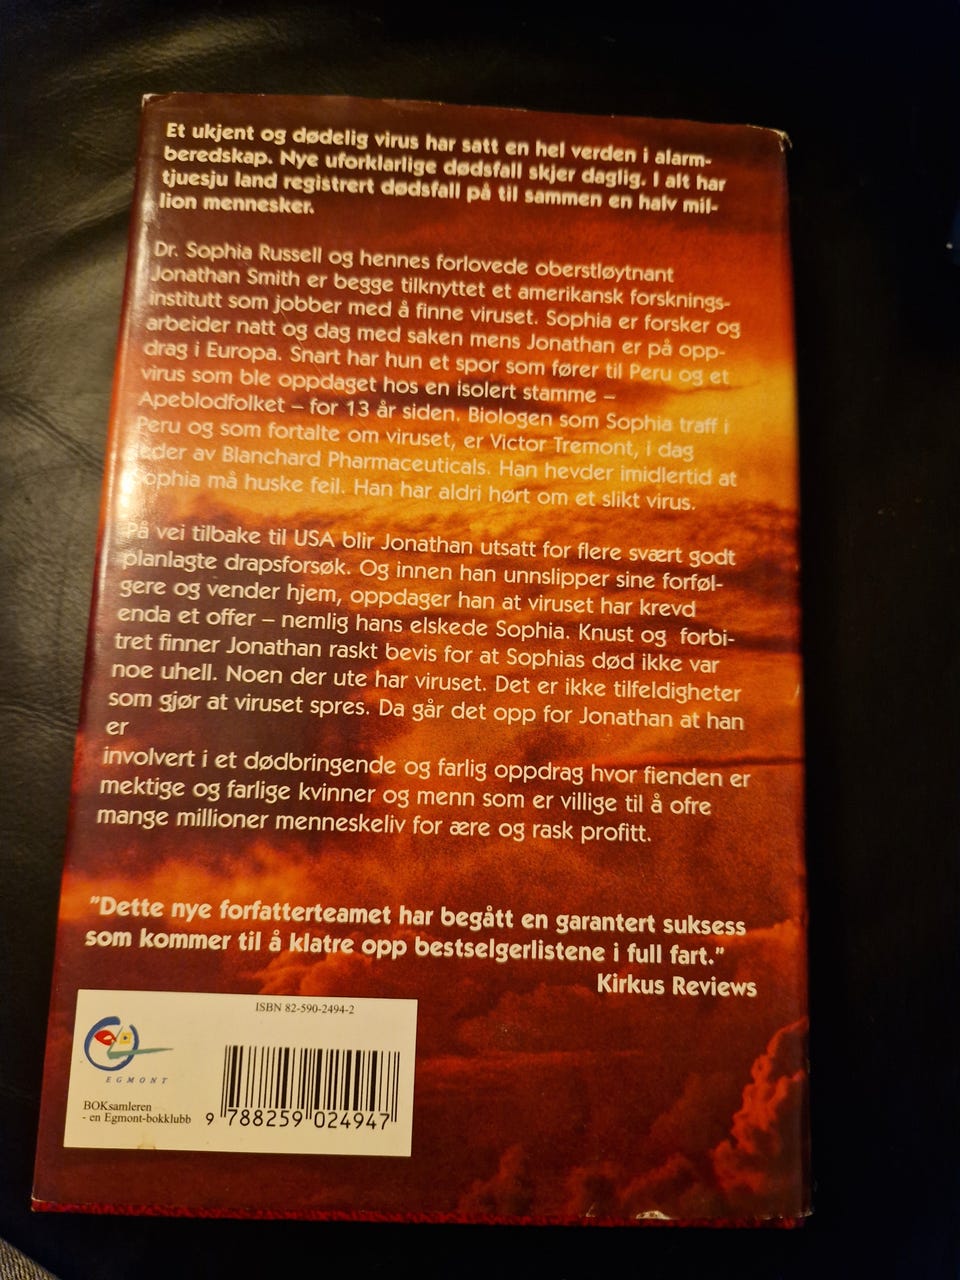 Et ukjent og dødelig virus har satt en hel verden i alarm-
beredskap. Nye uforklarlige dødsfall skjer daglig. I alt har
tjuesju land registrert dødsfall på til sammen en halv mil-
lion mennesker.
Dr. Sophia Russell og hennes forlovede oberstløytnant
Jonathan Smith er begge tilknyttet et amerikansk forsknings-
institutt som jobber med å finne viruset. Sophia er forsker og
arbeider natt og dag med saken mens Jonathan er på opp-
drag i Europa. Snart har hun et spor som fører til Peru og et
virus som ble oppdaget hos en isolert stamme –
Apeblodfolket – for 13 år siden. Biologen som Sophia traff i
Peru og som fortalte om viruset, er Victor Tremont, i dag
leder av Blanchard Pharmaceuticals. Han hevder imidlertid at
Sophia må huske feil. Han har aldri hørt om et slikt virus.
På vei tilbake til USA blir Jonathan utsatt for flere svært godt
planlagte drapsforsøk. Og innen han unnslipper sine forføl-
gere og vender hjem, oppdager han at viruset har krevd
enda et offer – nemlig hans elskede Sophia. Knust og forbi-
tret finner Jonathan raskt bevis for at Sophias død ikke var
noe uhell. Noen der ute har viruset. Det er ikke tilfeldigheter
som gjør at viruset spres. Da går det opp for Jonathan at han
er
involvert i et dødbringende og farlig oppdrag hvor fienden er
mektige og farlige kvinner og menn som er villige til å ofre
mange millioner menneskeliv for ære og rask profitt.
"Dette nye forfatterteamet har begått en garantert suksess
som kommer til å klatre opp bestselgerlistene i full fart."
Kirkus Reviews
ISBN 82-590-2494-2
EGMONT
BOKsamleren
- en Egmont-bokklubb
9 788259 024947